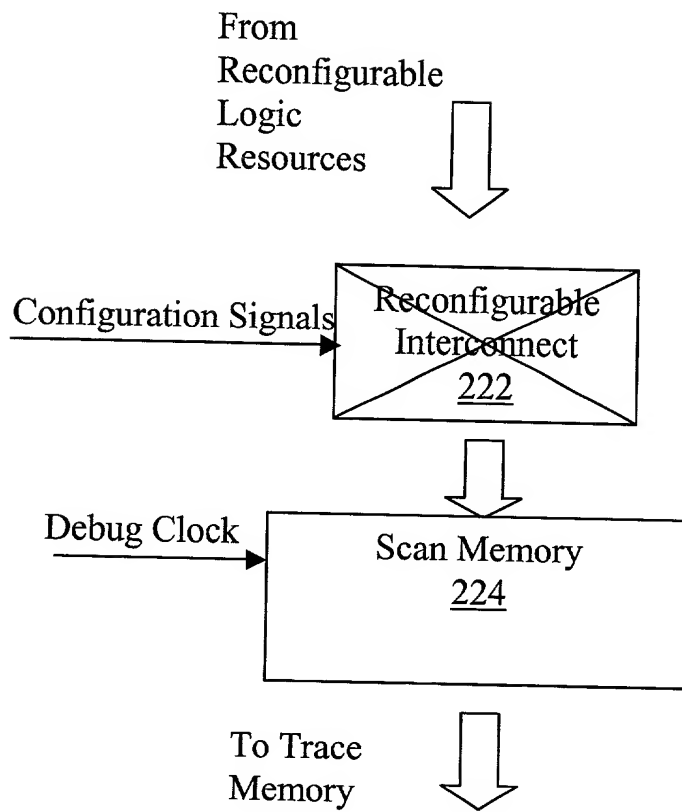 From
Reconfigurable
Logic
Resources
Configuration Signals
Reconfigurable
Interconnect
222
Debug Clock
Scan Memory
224
To Trace
Memory